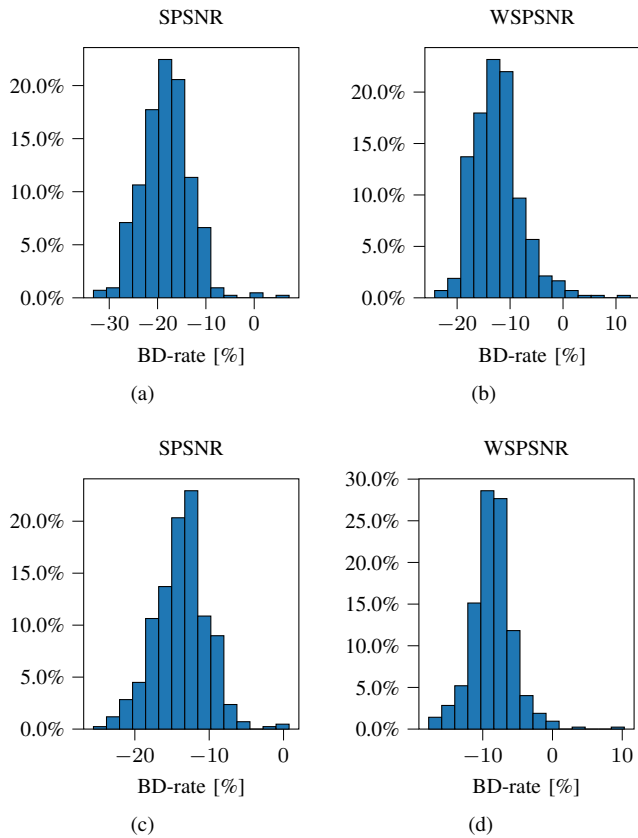 SPSNR
20.0%
15.0%
10.0%
5.0%
0.0%
−30 −20 −10 0
BD-rate [%]
(a)
WSPSNR
20.0%
15.0%
10.0%
5.0%
0.0%
−20 −10 0 10
BD-rate [%]
(b)
SPSNR
20.0%
15.0%
10.0%
5.0%
0.0%
−20 −10 0
BD-rate [%]
(c)
WSPSNR
30.0%
25.0%
20.0%
15.0%
10.0%
5.0%
0.0%
−10 0 10
BD-rate [%]
(d)